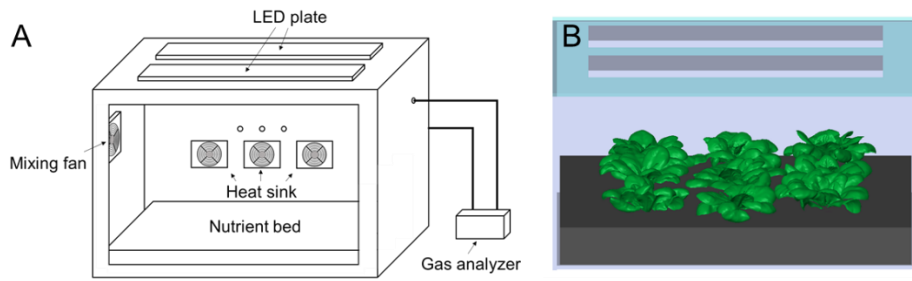 A
LED plate
Mixing fan
Heat sink
Nutrient bed
Gas analyzer
B